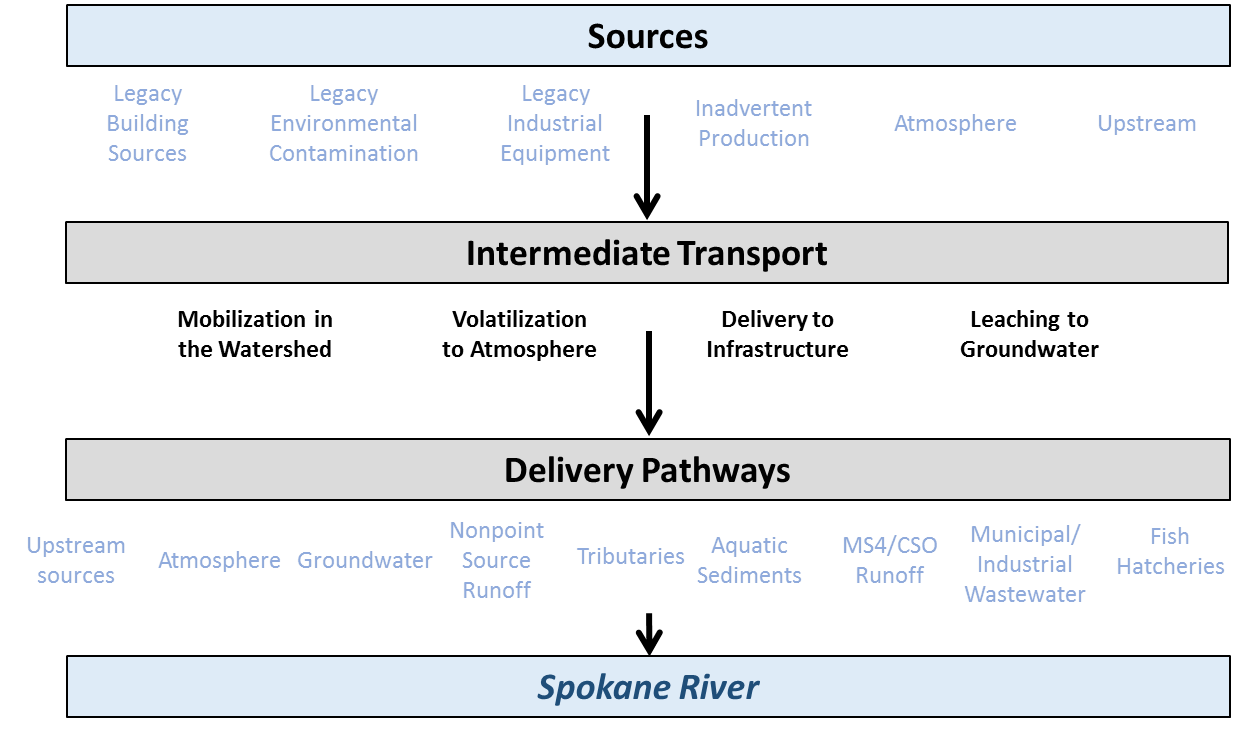 Sources
Legacy
Building
Sources
Legacy
Environmental
Contamination
Legacy
Industrial
Equipment
Inadvertent
Production
Atmosphere
Upstream
Intermediate Transport
Mobilization in
the Watershed
Volatilization
to Atmosphere
Delivery to
Infrastructure
Leaching to
Groundwater
Delivery Pathways
Upstream
sources
Atmosphere
Groundwater
Nonpoint
Source
Runoff
Tributaries
Aquatic
Sediments
MS4/CSO
Runoff
Municipal/
Industrial
Wastewater
Fish
Hatcheries
Spokane River